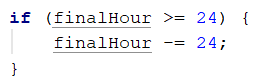 if (finalHour >= 24) {
    finalHour -= 24;
}